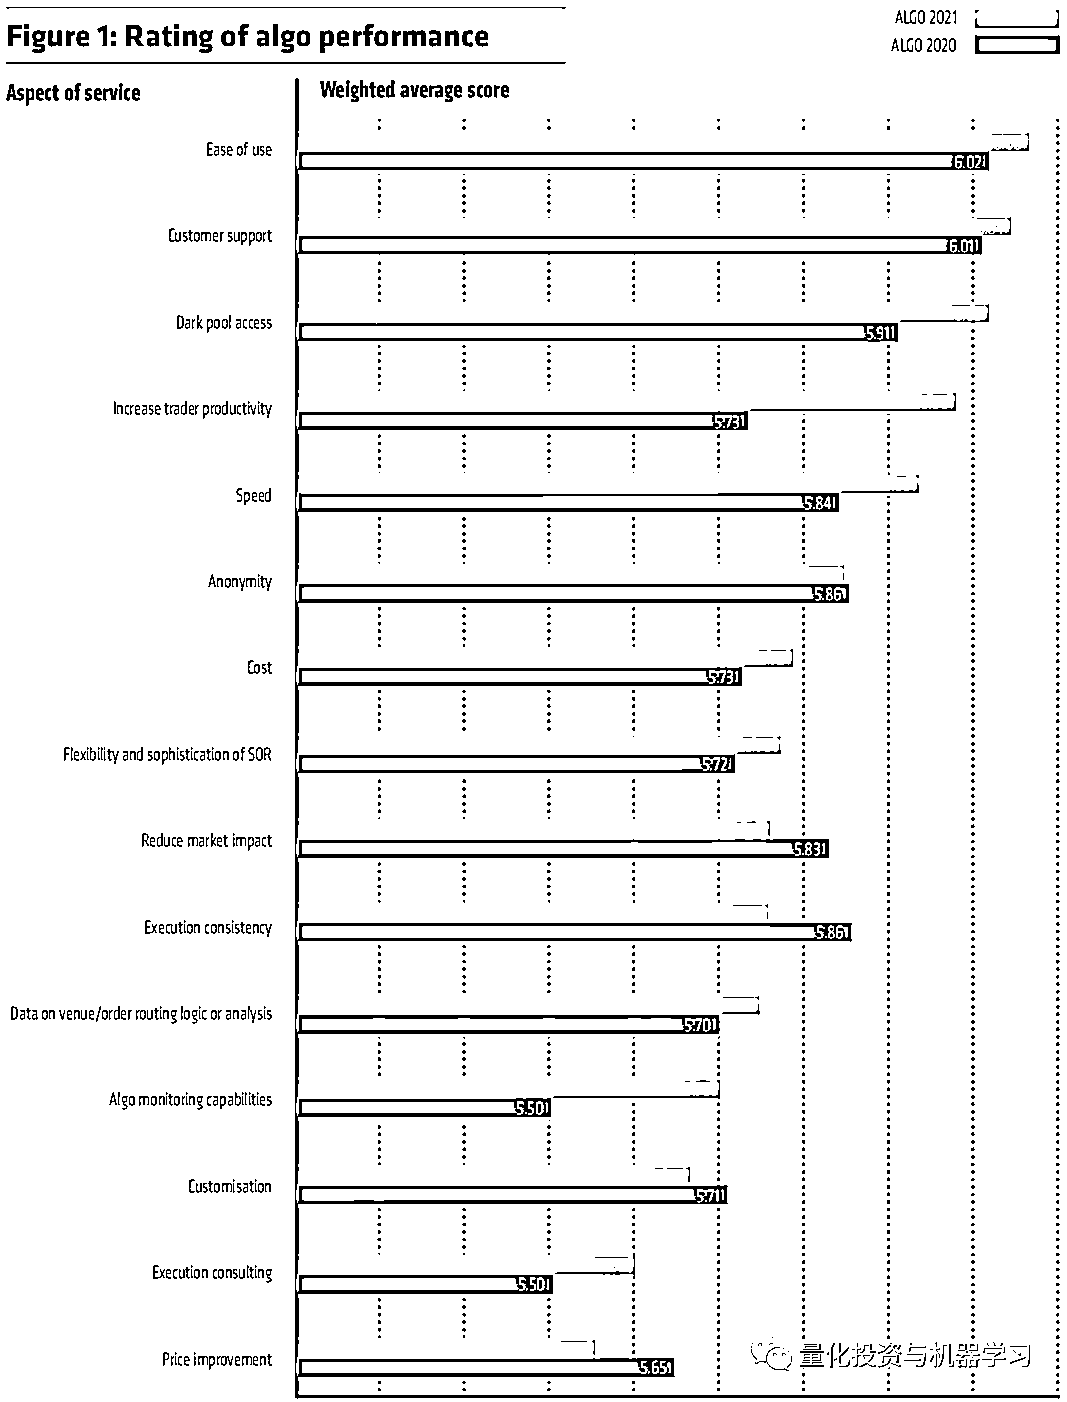 ALGO 2021
Figure 1: Rating of algo performance
ALGO 2020
Aspect of service
Weighted average score
Ease of use
6.02
Customer support
6.01
Dark pool access
5.91
Increase trader productivity
5.73
Speed
5.84
Anonymity
5.86
Cost
5.73
Flexibility and sophistication of SOR
5.72
Reduce market impact
5.83
Execution consistency
5.86
Data on venue/order routing logic or analysis
5.70
Algo monitoring capabilities
5.50
Customisation
5.71
Execution consulting
5.50
Price improvement
5.65
量化投资与机器学习